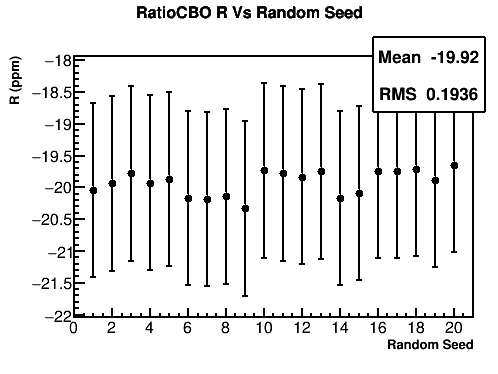 RatioCBO R Vs Random Seed
Mean -19.92
RMS 0.1936
R (ppm)
−18
−18.5
−19
−19.5
−20
−20.5
−21
−21.5
−22
0 2 4 6 8 10 12 14 16 18 20
Random Seed